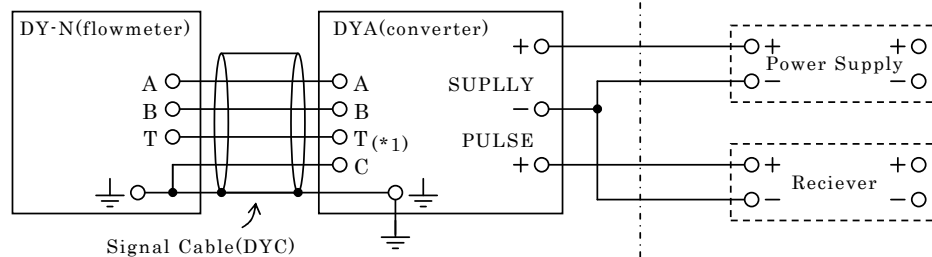 DY-N(flowmeter)
DYA(converter)
A
B
T
A
B
T(*1)
C
+
SUPLLY
−
PULSE
+
+
Power Supply
−
+
−
+
Reciever
−
+
−
Signal Cable(DYC)